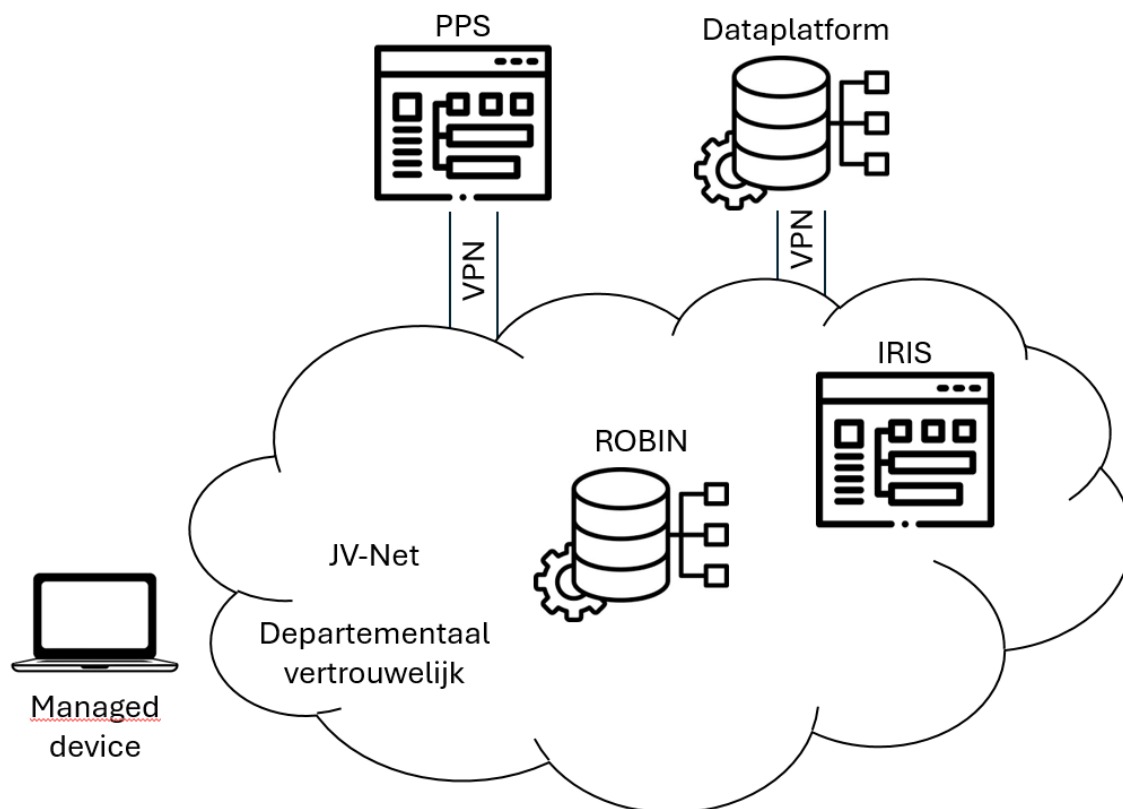 PPS
Dataplatform
VPN
VPN
IRIS
ROBIN
JV-Net
Departementaal
vertrouwelijk
Managed
device